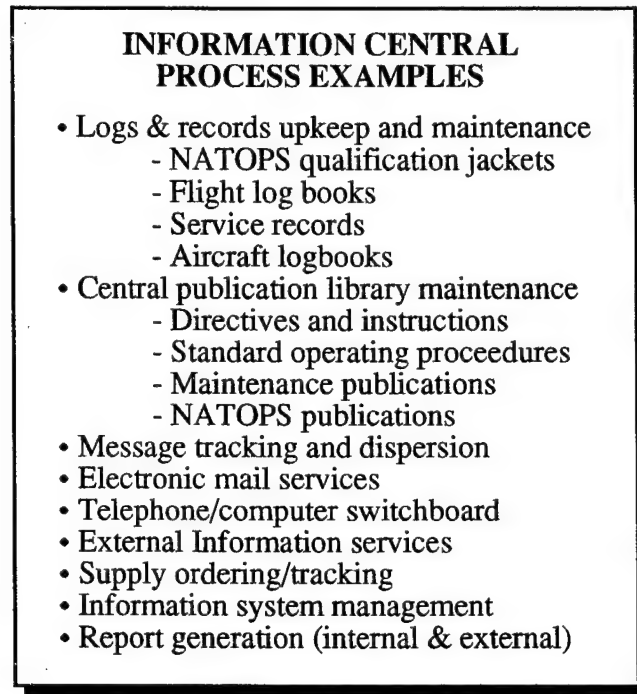 INFORMATION CENTRAL
PROCESS EXAMPLES
• Logs & records upkeep and maintenance
- NATOPS qualification jackets
- Flight log books
- Service records
- Aircraft logbooks
• Central publication library maintenance
- Directives and instructions
- Standard operating proceedures
- Maintenance publications
- NATOPS publications
• Message tracking and dispersion
• Electronic mail services
• Telephone/computer switchboard
• External Information services
• Supply ordering/tracking
• Information system management
• Report generation (internal & external)